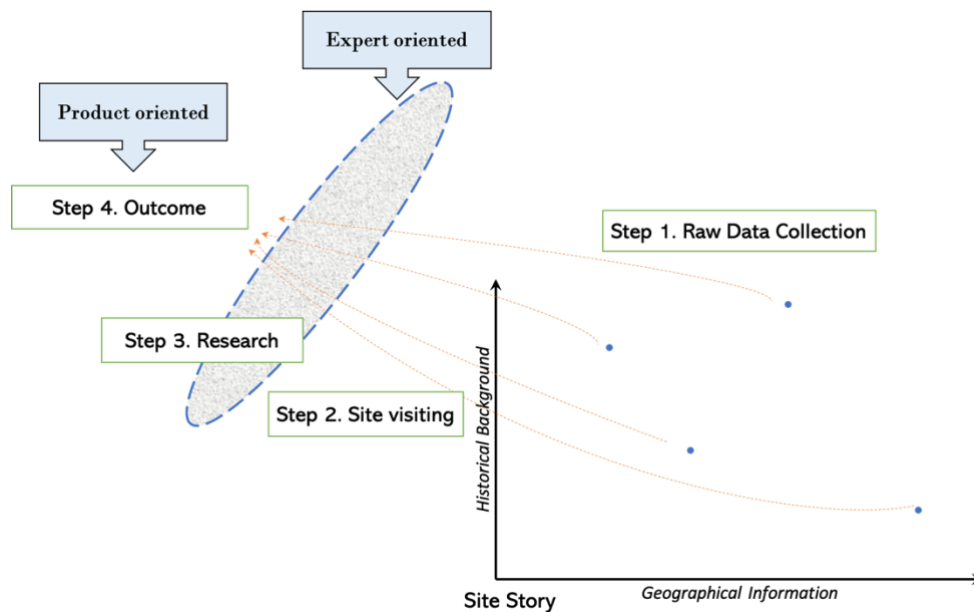 Expert oriented
Product oriented
Step 4. Outcome
Step 1. Raw Data Collection
Step 3. Research
Step 2. Site visiting
Historical Background
Geographical Information
Site Story